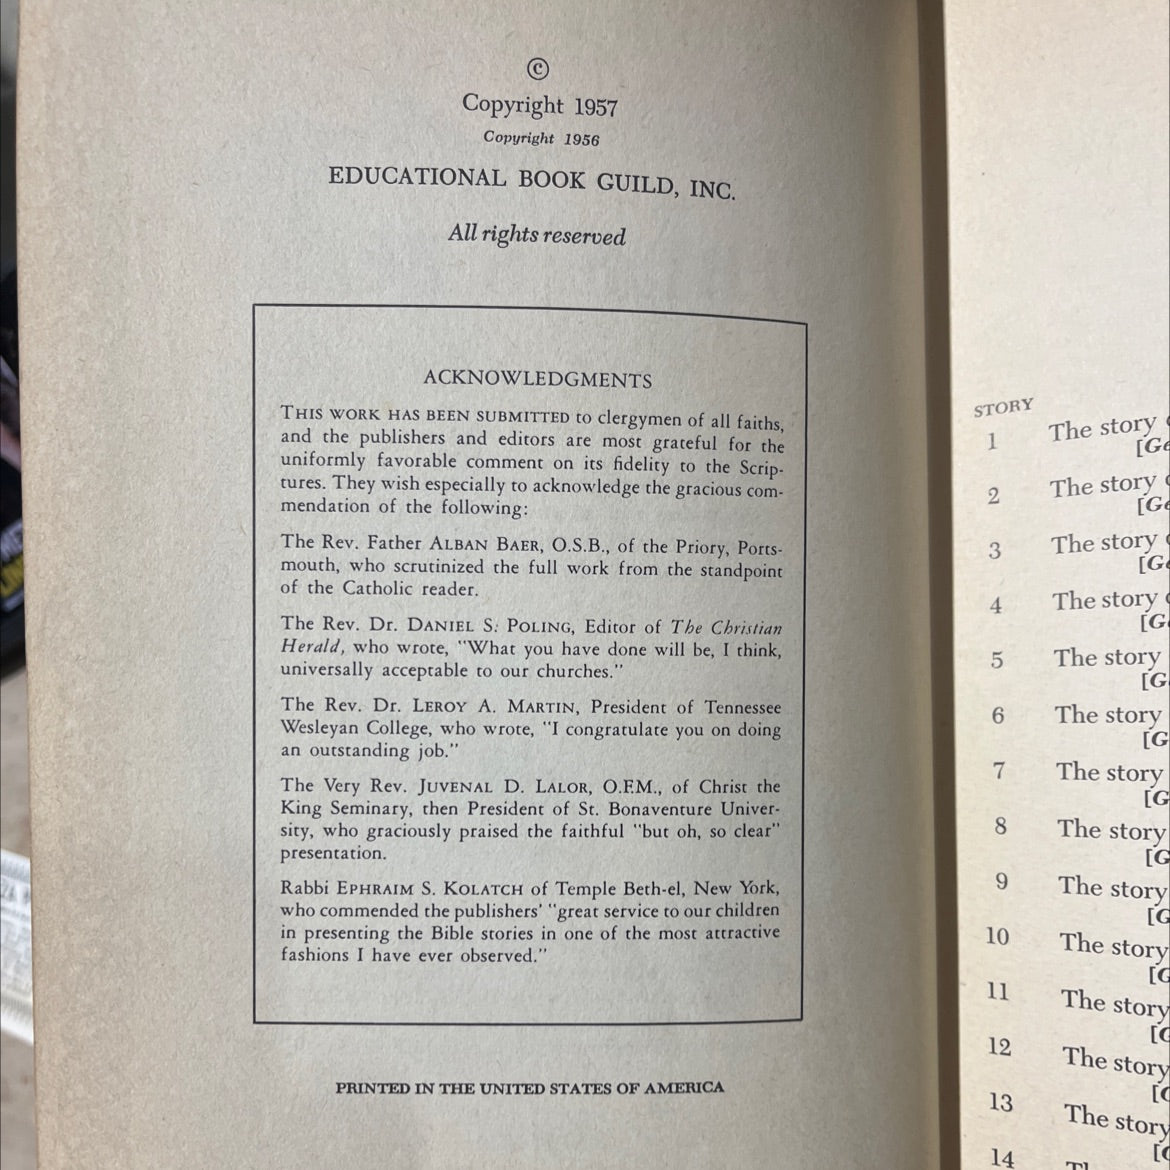 ©
Copyright 1957
Copyright 1956
EDUCATIONAL BOOK GUILD, INC.
All rights reserved
ACKNOWLEDGMENTS
THIS WORK HAS BEEN SUBMITTED to clergymen of all faiths,
and the publishers and editors are most grateful for the
uniformly favorable comment on its fidelity to the Scrip-
tures. They wish especially to acknowledge the gracious com-
mendation of the following:
The Rev. Father ALBAN BAER, O.S.B., of the Priory, Ports-
mouth, who scrutinized the full work from the standpoint
of the Catholic reader.
The Rev. Dr. DANIEL S. POLING, Editor of The Christian
Herald, who wrote, "What you have done will be, I think,
universally acceptable to our churches."
The Rev. Dr. LEROY A. MARTIN, President of Tennessee
Wesleyan College, who wrote, "I congratulate you on doing
an outstanding job."
The Very Rev. JUVENAL D. LALOR, O.F.M., of Christ the
King Seminary, then President of St. Bonaventure Univer-
sity, who graciously praised the faithful "but oh, so clear"
presentation.
Rabbi EPHRAIM S. KOLATCH of Temple Beth-el, New York,
who commended the publishers' "great service to our children
in presenting the Bible stories in one of the most attractive
fashions I have ever observed."
PRINTED IN THE UNITED STATES OF AMERICA
STORY
1 The story
[Ge
2 The story
[Ge
3 The story
[Ge
4 The story
[G
5 The story
[G
6 The story
[G
7 The story
[G
8 The story
[G
9 The story
[G
10 The story
[G
11 The story
[G
12 The story
[G
13 The story
[G
14